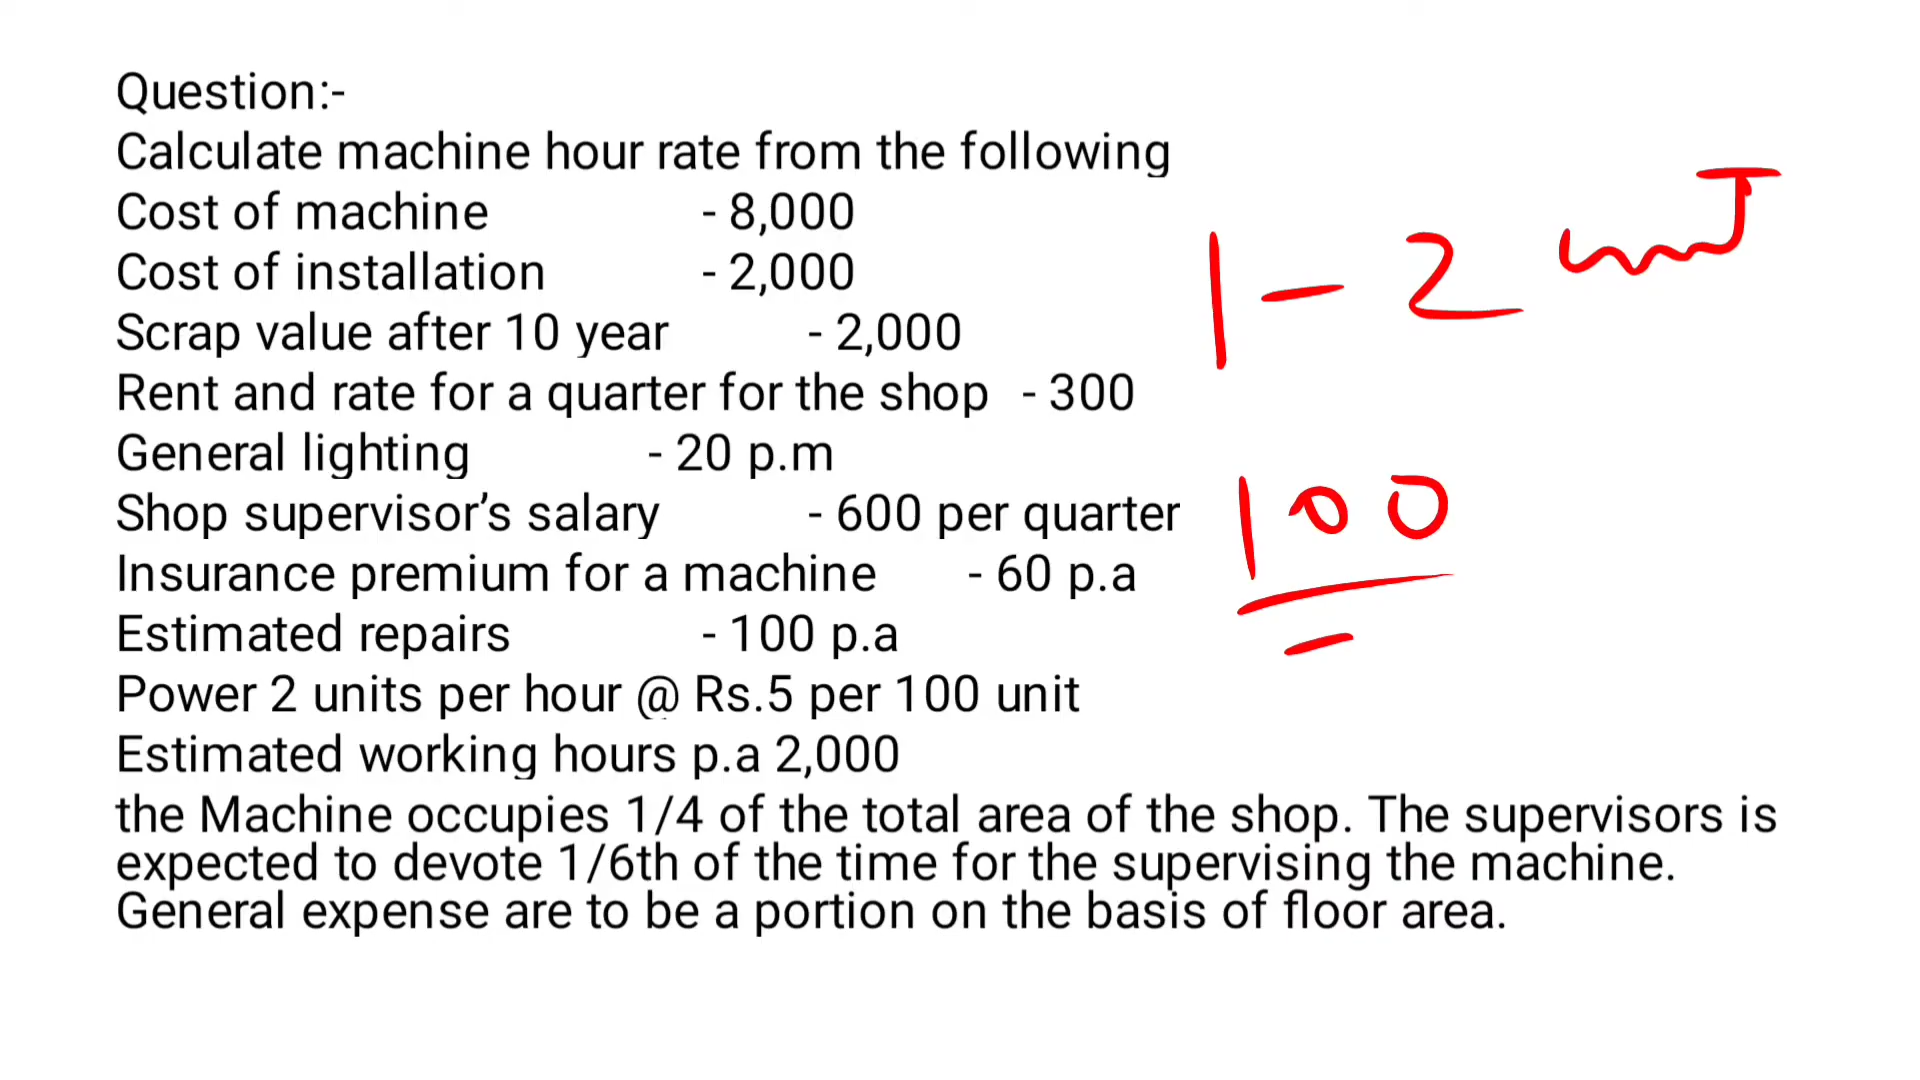 Question:-
Calculate machine hour rate from the following
Cost of machine - 8,000
Cost of installation - 2,000
Scrap value after 10 year - 2,000
Rent and rate for a quarter for the shop - 300
General lighting - 20 p.m
Shop supervisor’s salary - 600 per quarter
Insurance premium for a machine - 60 p.a
Estimated repairs - 100 p.a
Power 2 units per hour @ Rs.5 per 100 unit
Estimated working hours p.a 2,000
the Machine occupies 1/4 of the total area of the shop. The supervisors is
expected to devote 1/6th of the time for the supervising the machine.
General expense are to be a portion on the basis of floor area.
1 - 2
100